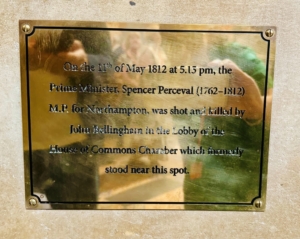 On the 11th of May 1812 at 5.15 pm, the
Prime Minister, Spencer Perceval (1762–1812)
M.P. for Northampton, was shot and killed by
John Bellingham in the Lobby of the
House of Commons Chamber which formerly
stood near this spot.